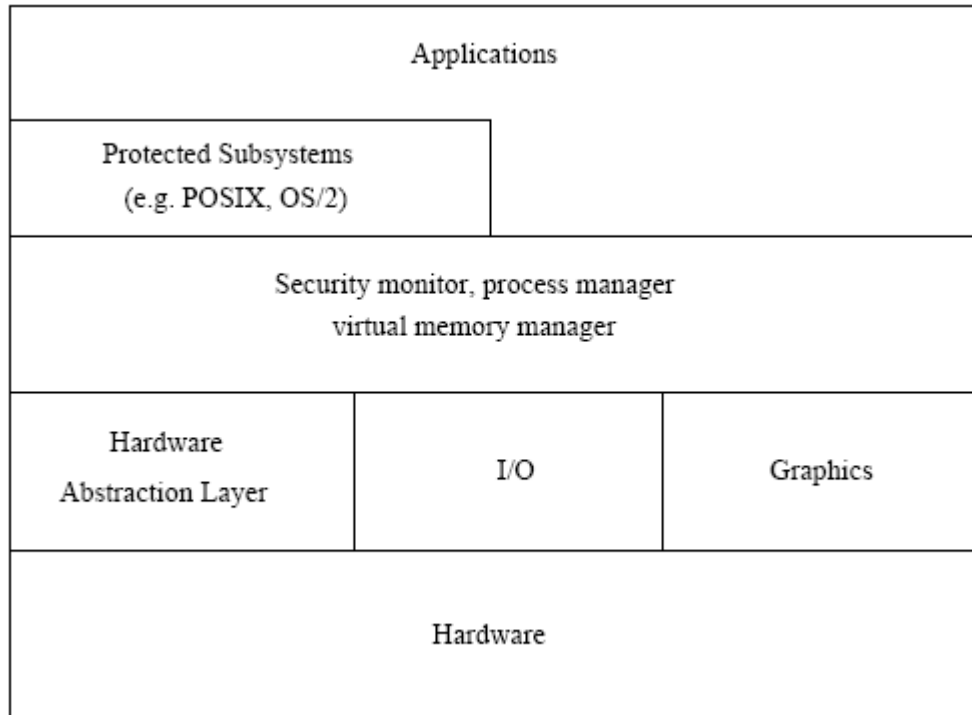 Applications
Protected Subsystems
(e.g. POSIX, OS/2)
Security monitor, process manager
virtual memory manager
Hardware
Abstraction Layer
I/O
Graphics
Hardware